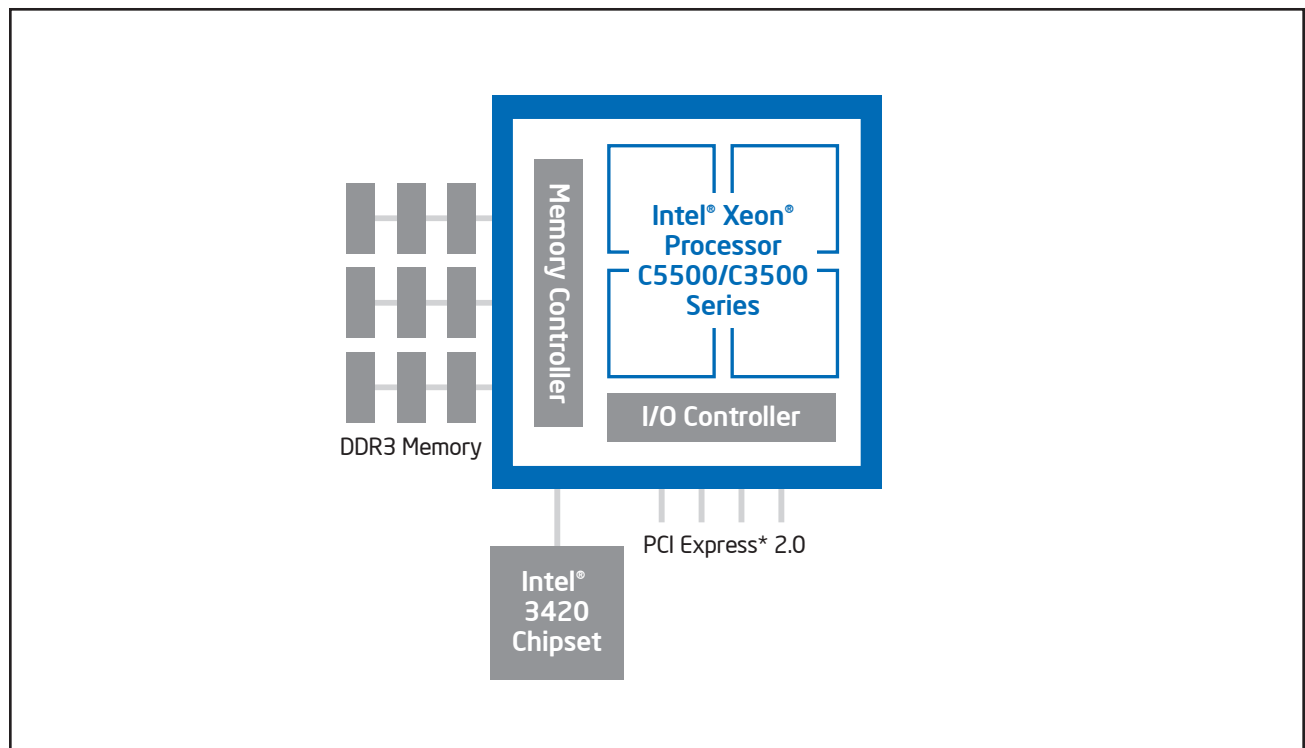 Memory Controller
Intel® Xeon®
Processor
C5500/C3500
Series
I/O Controller
DDR3 Memory
PCI Express* 2.0
Intel®
3420
Chipset